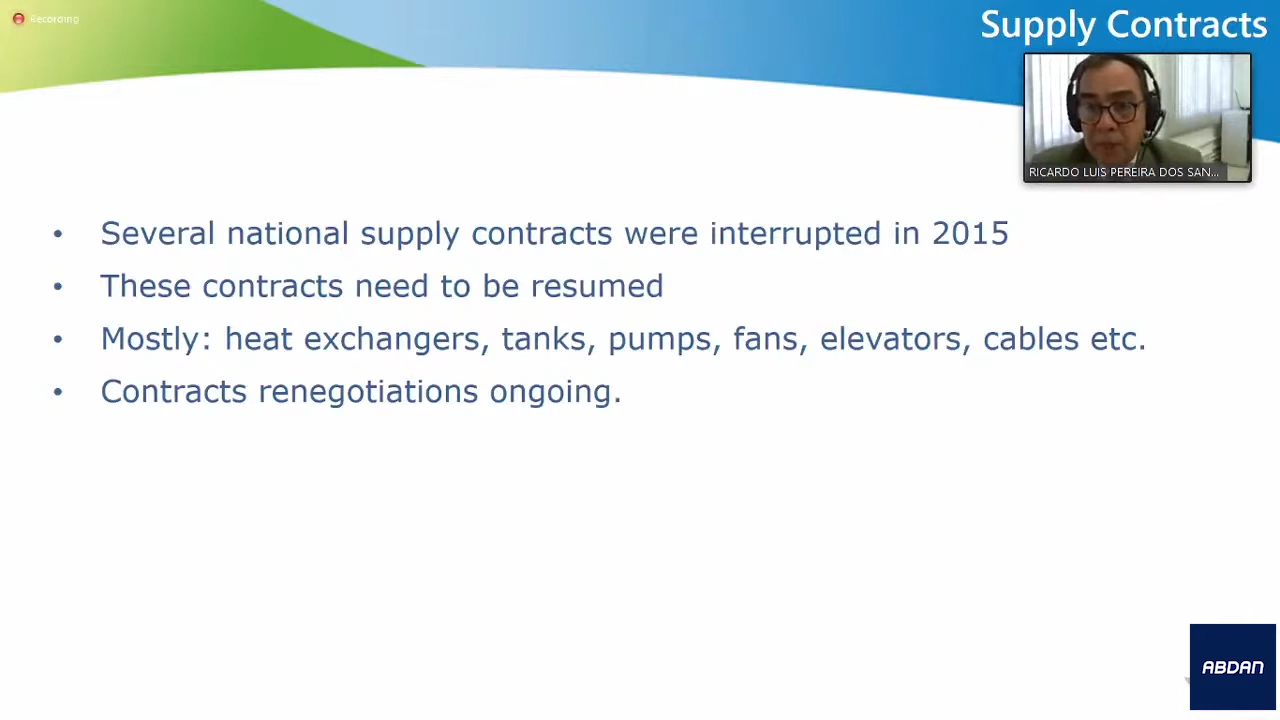 Recording
Supply Contracts
RICARDO LUIS PEREIRA DOS SAN...
• Several national supply contracts were interrupted in 2015
• These contracts need to be resumed
• Mostly: heat exchangers, tanks, pumps, fans, elevators, cables etc.
• Contracts renegotiations ongoing.
ABDAN